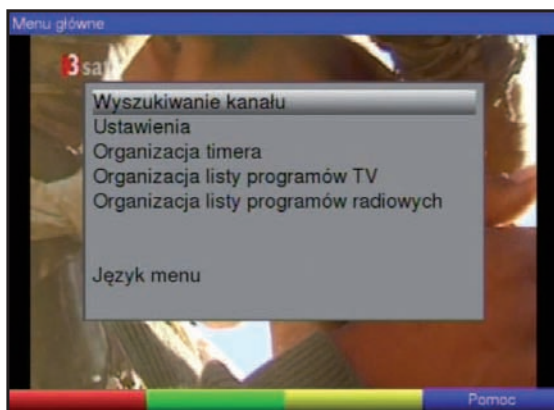 Menu główne
3sat
Wyszukiwanie kanału
Ustawienia
Organizacja timera
Organizacja listy programów TV
Organizacja listy programów radiowych
Język menu
Pomoc